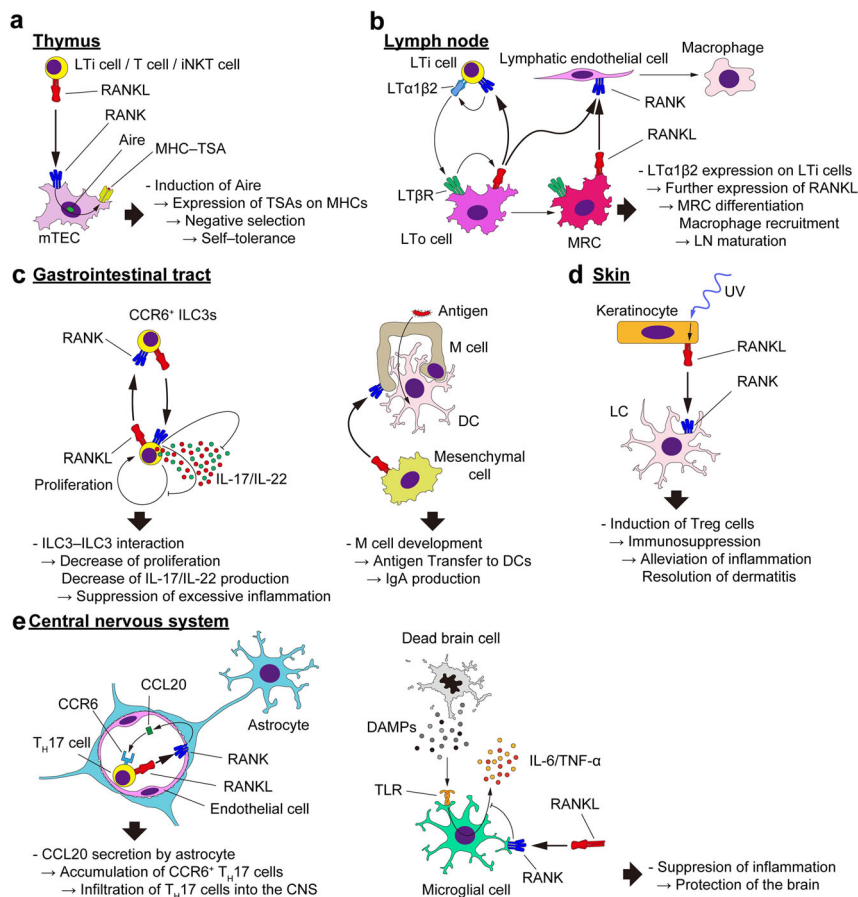 a
Thymus
LTi cell / T cell / iNKT cell
RANKL
RANK
Aire
MHC–TSA
mTEC
- Induction of Aire
→ Expression of TSAs on MHCs
→ Negative selection
→ Self–tolerance
b
Lymph node
LTi cell
Lymphatic endothelial cell
Macrophage
LTα1β2
RANK
RANKL
LTβR
LTo cell
MRC
- LTα1β2 expression on LTi cells
→ Further expression of RANKL
→ MRC differentiation
Macrophage recruitment
→ LN maturation
c
Gastrointestinal tract
CCR6⁺ ILC3s
RANK
RANKL
IL-17/IL-22
Proliferation
- ILC3–ILC3 interaction
→ Decrease of proliferation
Decrease of IL-17/IL-22 production
→ Suppression of excessive inflammation
Antigen
M cell
DC
Mesenchymal
cell
- M cell development
→ Antigen Transfer to DCs
→ IgA production
d
Skin
UV
Keratinocyte
RANKL
RANK
LC
- Induction of Treg cells
→ Immunosuppression
→ Alleviation of inflammation
Resolution of dermatitis
e
Central nervous system
CCL20
CCR6
Astrocyte
T_H17 cell
RANK
RANKL
Endothelial cell
- CCL20 secretion by astrocyte
→ Accumulation of CCR6⁺ T_H17 cells
→ Infiltration of T_H17 cells into the CNS
Dead brain cell
DAMPs
IL-6/TNF-α
TLR
RANKL
RANK
Microglial cell
- Suppresion of inflammation
→ Protection of the brain